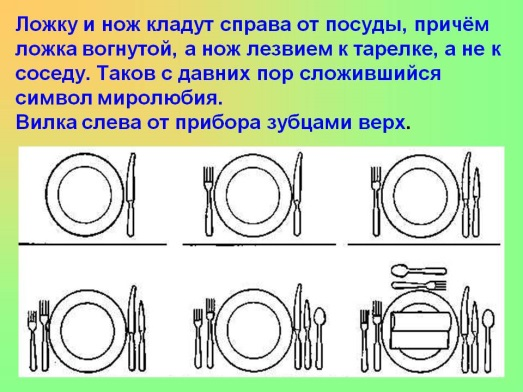 Ложку и нож кладут справа от посуды, причём
ложка вогнутой, а нож лезвием к тарелке, а не к
соседу. Таков с давних пор сложившийся
символ миролюбия.
Вилка слева от прибора зубцами верх.